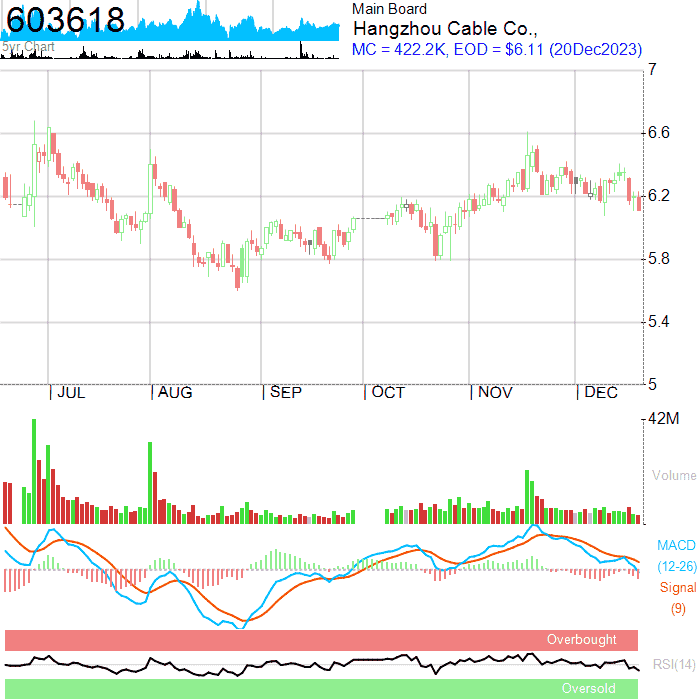 603618
5yr Chart
Main Board
Hangzhou Cable Co.,
MC = 422.2K, EOD = $6.11 (20Dec2023)
7
6.6
6.2
5.8
5.4
5
JUL AUG SEP OCT NOV DEC
42M
Volume
MACD
(12-26)
Signal
(9)
Overbought
RSI(14)
Oversold